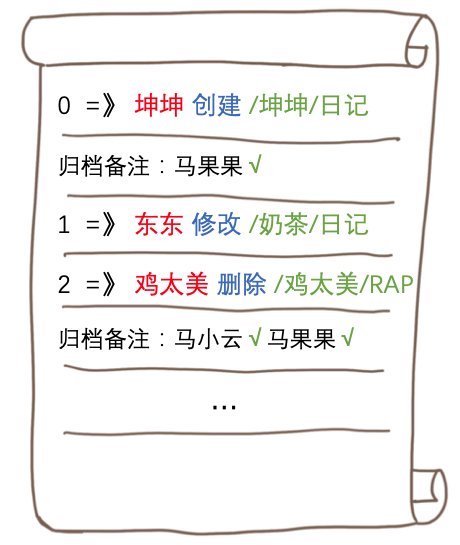 0 =》 坤坤 创建 /坤坤/日记
归档备注：马果果 √
1 =》 东东 修改 /奶茶/日记
2 =》 鸡太美 删除 /鸡太美/RAP
归档备注：马小云 √ 马果果 √
...